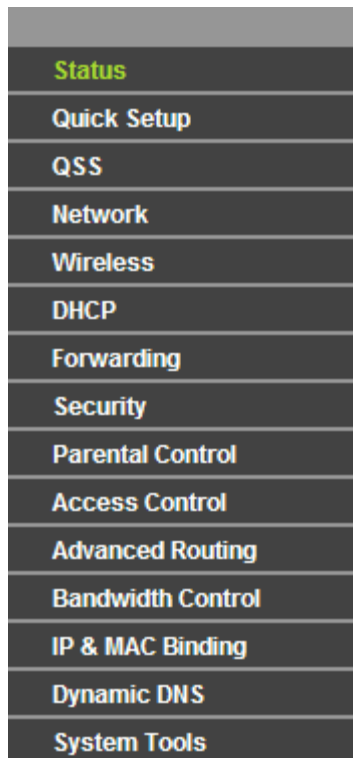 Status
Quick Setup
QSS
Network
Wireless
DHCP
Forwarding
Security
Parental Control
Access Control
Advanced Routing
Bandwidth Control
IP & MAC Binding
Dynamic DNS
System Tools